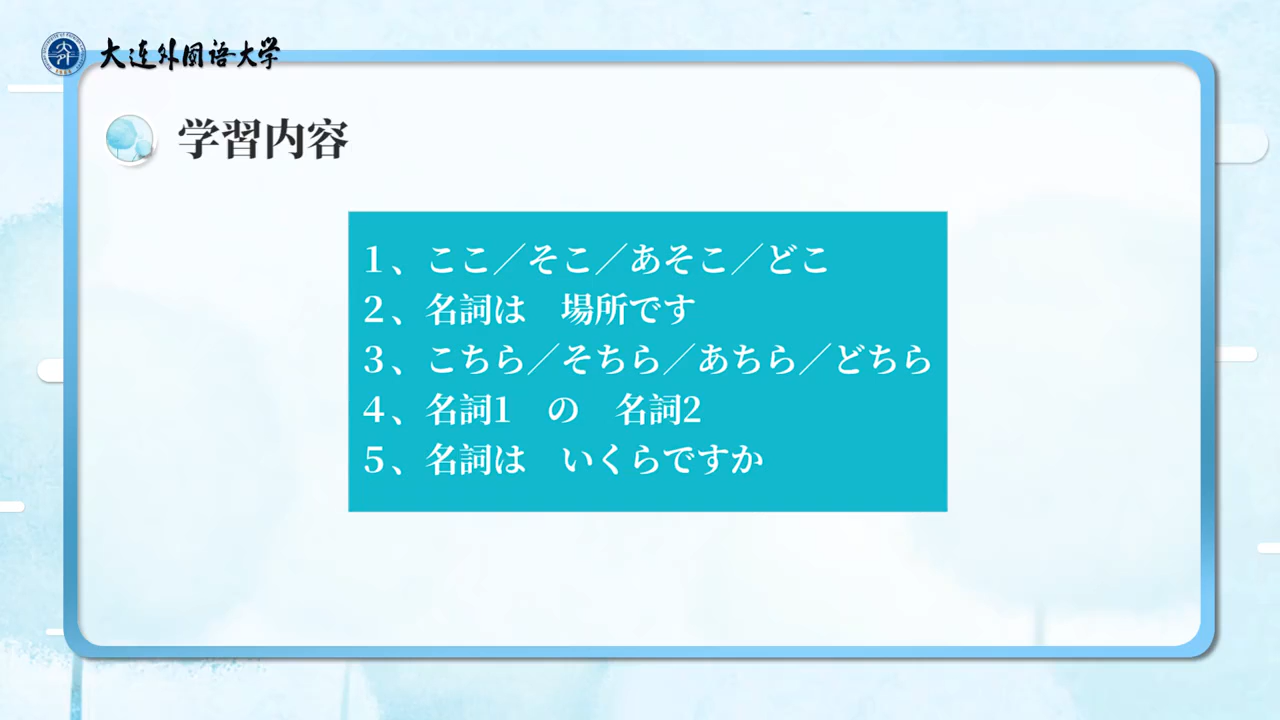 大连外国语大学
学習内容
１、ここ／そこ／あそこ／どこ
２、名詞は　場所です
３、こちら／そちら／あちら／どちら
４、名詞1　の　名詞2
５、名詞は　いくらですか